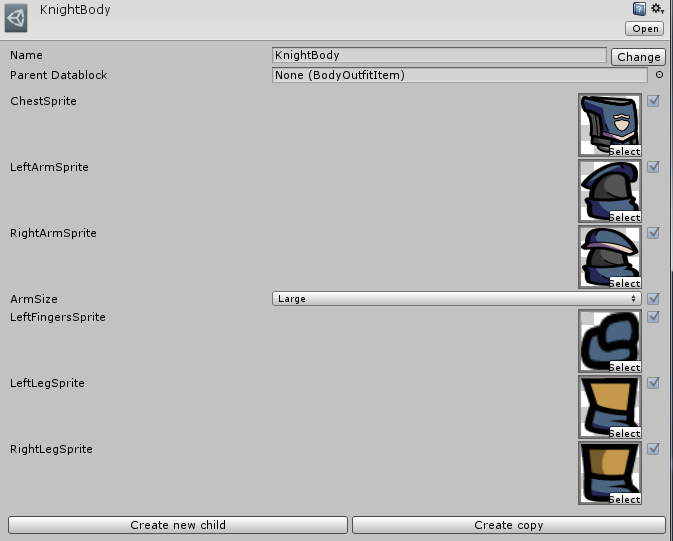 KnightBody
Open
Name KnightBody Change
Parent Datablock None (BodyOutfitItem)
ChestSprite
Select
LeftArmSprite
Select
RightArmSprite
Select
ArmSize Large
LeftFingersSprite
Select
LeftLegSprite
Select
RightLegSprite
Select
Create new child Create copy